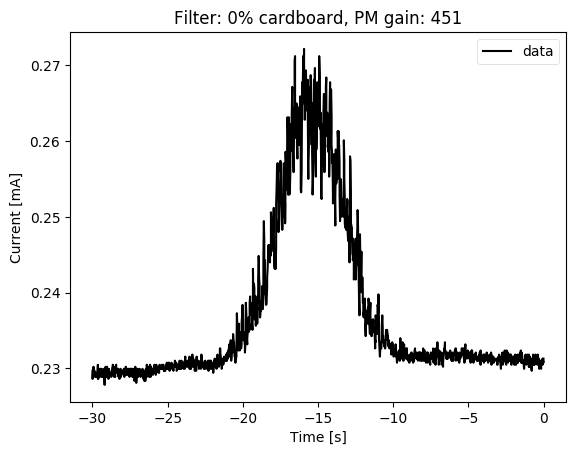 Filter: 0% cardboard, PM gain: 451
data
0.27
0.26
0.25
0.24
0.23
Current [mA]
−30 −25 −20 −15 −10 −5 0
Time [s]